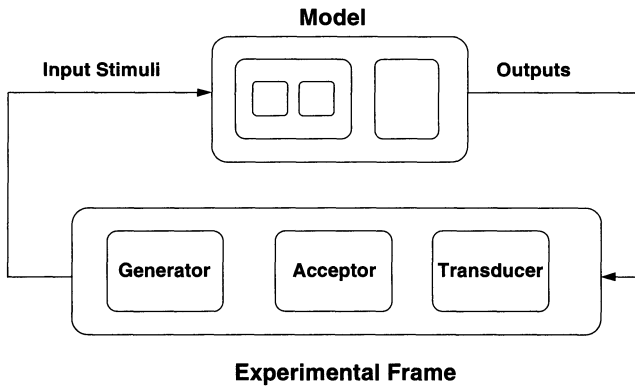 Model
Input Stimuli
Outputs
Generator
Acceptor
Transducer
Experimental Frame